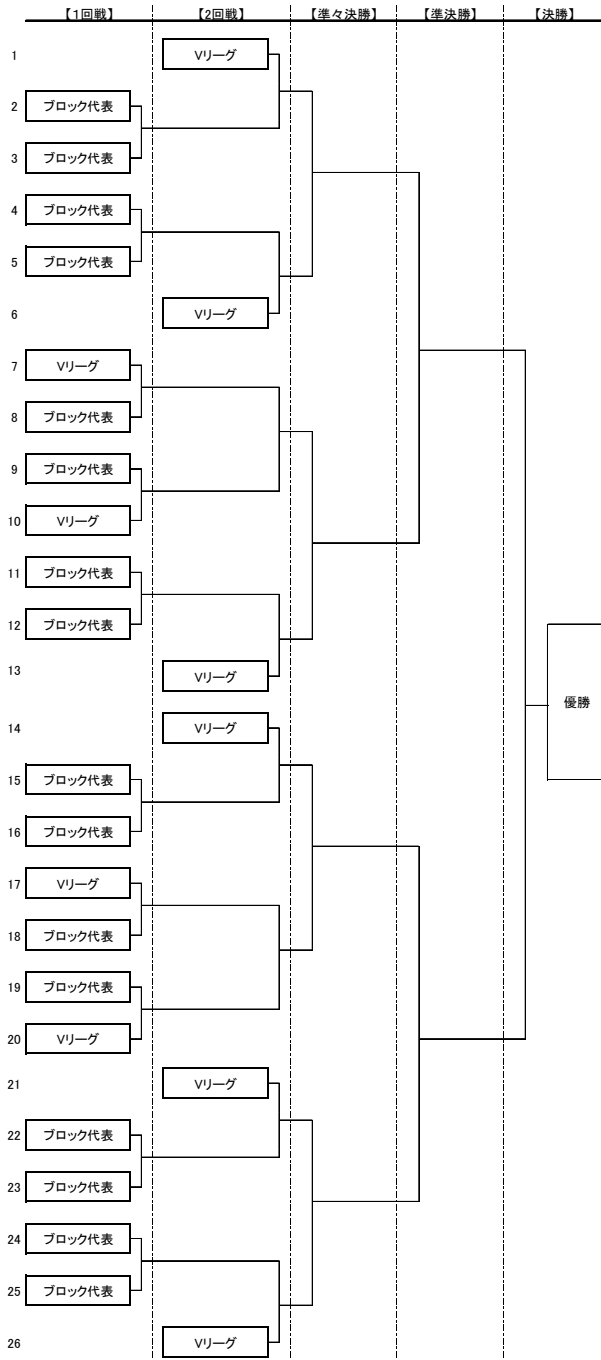 【1回戦】 【2回戦】 【準々決勝】 【準決勝】 【決勝】
1 Vリーグ
2 ブロック代表
3 ブロック代表
4 ブロック代表
5 ブロック代表
6 Vリーグ
7 Vリーグ
8 ブロック代表
9 ブロック代表
10 Vリーグ
11 ブロック代表
12 ブロック代表
13 Vリーグ
優勝
14 Vリーグ
15 ブロック代表
16 ブロック代表
17 Vリーグ
18 ブロック代表
19 ブロック代表
20 Vリーグ
21 Vリーグ
22 ブロック代表
23 ブロック代表
24 ブロック代表
25 ブロック代表
26 Vリーグ